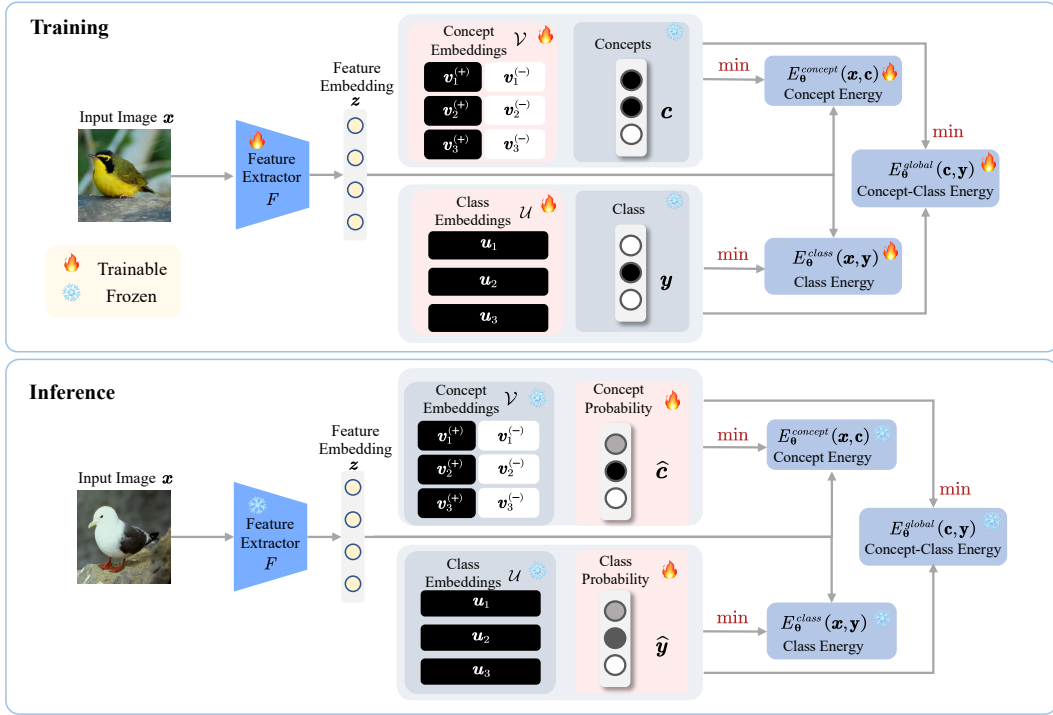 Training
Input Image x
Feature
Extractor
F
Feature
Embedding
z
Concept
Embeddings 𝒱
v₁⁽⁺⁾ v₁⁽⁻⁾
v₂⁽⁺⁾ v₂⁽⁻⁾
v₃⁽⁺⁾ v₃⁽⁻⁾
Concepts
c
Class
Embeddings 𝒰
u₁
u₂
u₃
Class
y
min
E_θ^{concept}(x, c)
Concept Energy
min
E_θ^{global}(c, y)
Concept-Class Energy
min
E_θ^{class}(x, y)
Class Energy
Trainable
Frozen
Inference
Input Image x
Feature
Extractor
F
Feature
Embedding
z
Concept
Embeddings 𝒱
v₁⁽⁺⁾ v₁⁽⁻⁾
v₂⁽⁺⁾ v₂⁽⁻⁾
v₃⁽⁺⁾ v₃⁽⁻⁾
Concept
Probability
ĉ
Class
Embeddings 𝒰
u₁
u₂
u₃
Class
Probability
ŷ
min
E_θ^{concept}(x, c)
Concept Energy
min
E_θ^{global}(c, y)
Concept-Class Energy
min
E_θ^{class}(x, y)
Class Energy